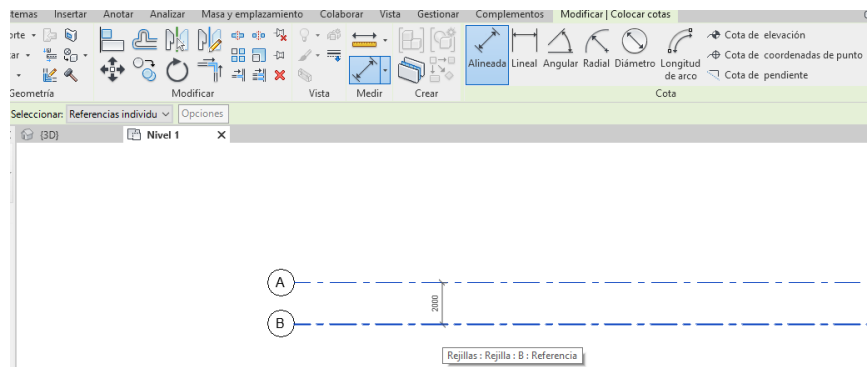 Insertar Anotar Analizar Masa y emplazamiento Colaborar Vista Gestionar Complementos Modificar | Colocar cotas
Alineada Lineal Angular Radial Diámetro Longitud de arco
Cota de elevación
Cota de coordenadas de punto
Cota de pendiente
Geometría Modificar Vista Medir Crear Cota
Seleccionar: Referencias individu Opciones
{3D} Nivel 1 X
A
2000
B
Rejillas : Rejilla : B : Referencia